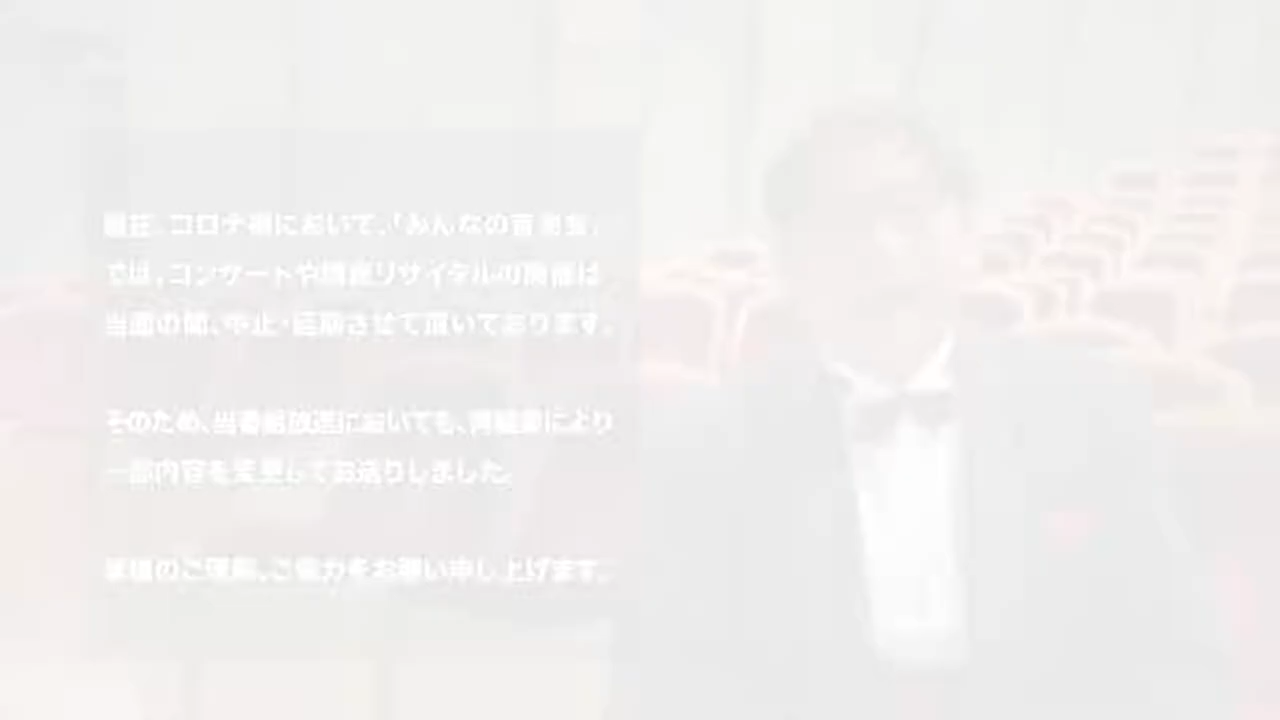 現在、コロナ禍において、「みんなの音楽会」
では、コンサートや講座リサイタルの開催は
当面の間、中止・延期させて頂いております。
そのため、当番組放送においても、再編集により
一部内容を変更してお送りしました。
皆様のご理解、ご協力をお願い申し上げます。